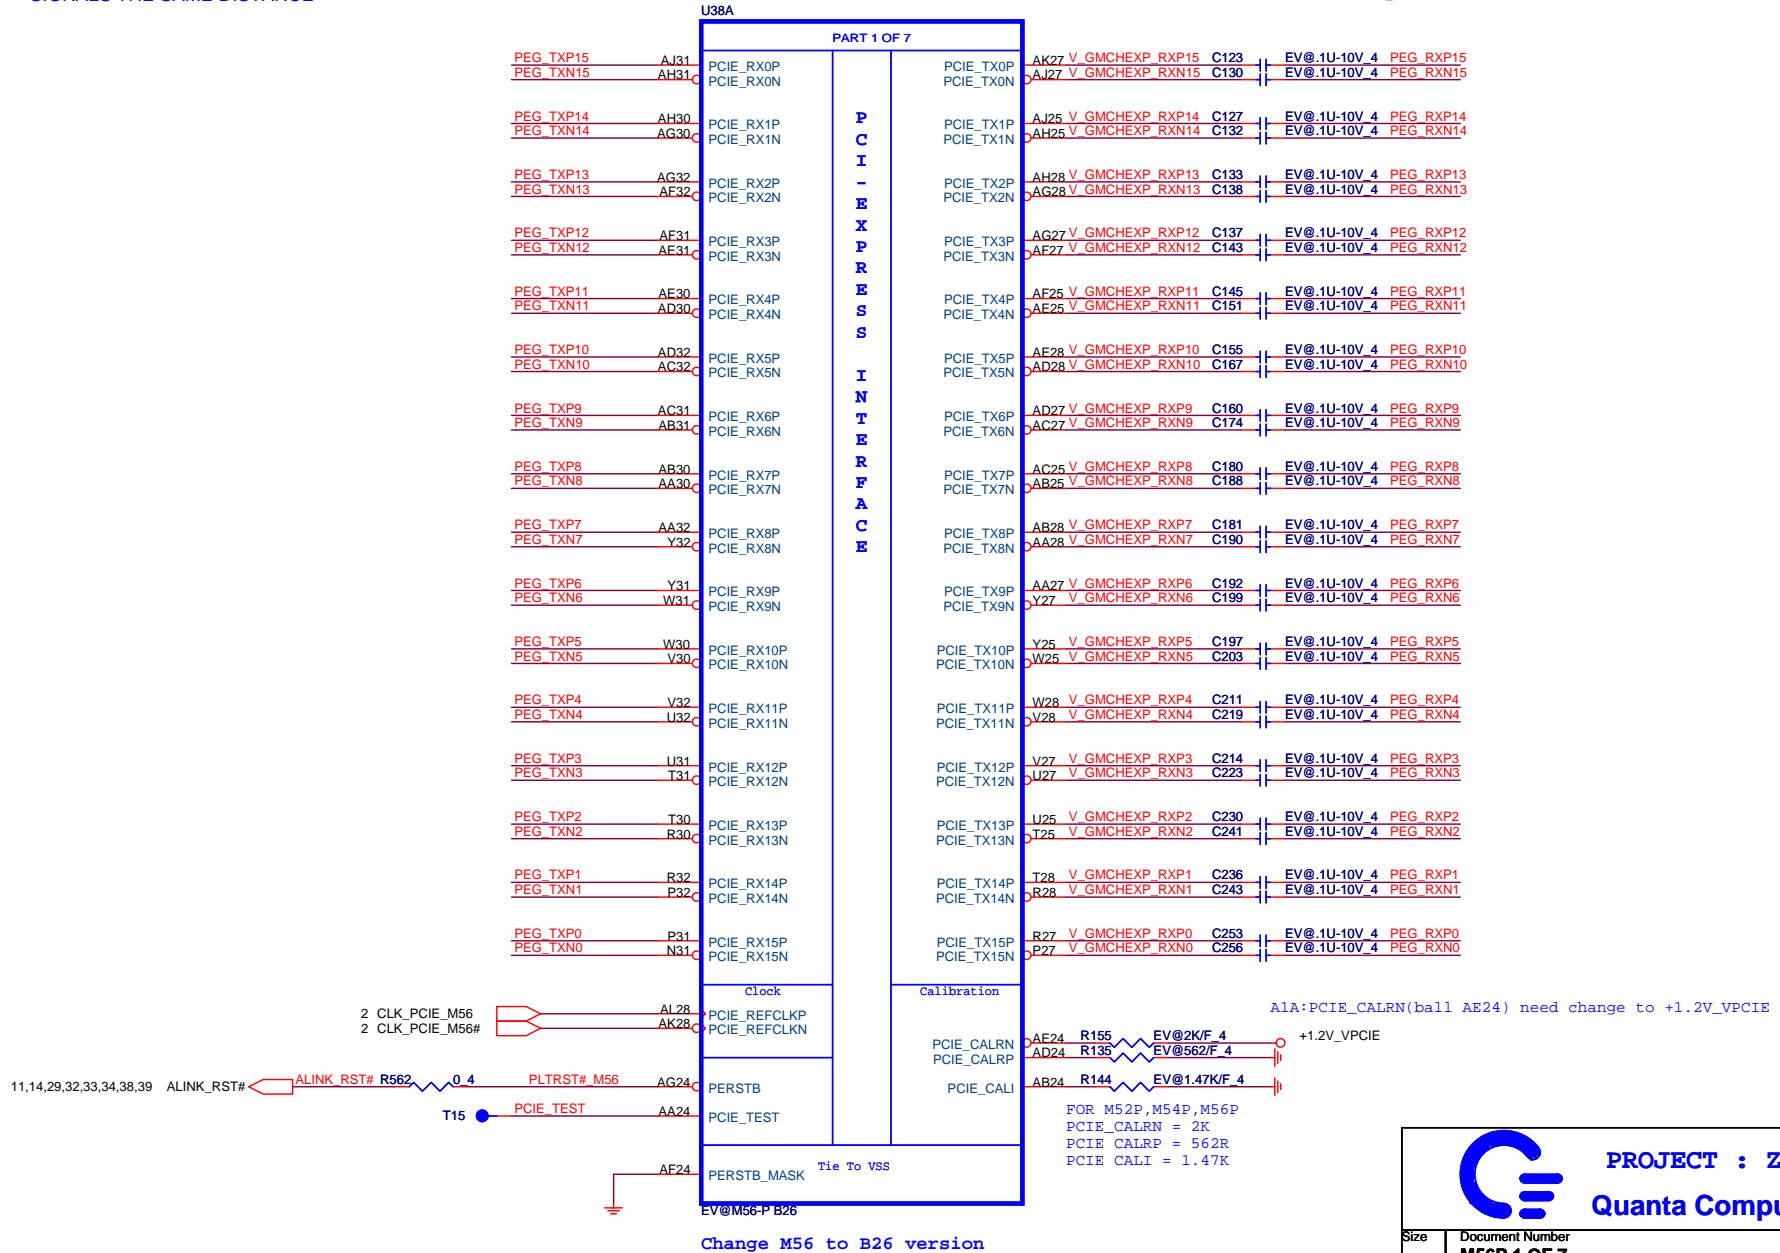 U38A
PART 1 OF 7
PEG_TXP15 AJ31 PCIE_RX0P PCIE_TX0P AK27 V_GMCHEXP_RXP15 C123 EV@.1U-10V_4 PEG_RXP15
PEG_TXN15 AH31 PCIE_RX0N PCIE_TX0N AJ27 V_GMCHEXP_RXN15 C130 EV@.1U-10V_4 PEG_RXN15
PEG_TXP14 AH30 PCIE_RX1P PCIE_TX1P AJ25 V_GMCHEXP_RXP14 C127 EV@.1U-10V_4 PEG_RXP14
PEG_TXN14 AG30 PCIE_RX1N PCIE_TX1N AH25 V_GMCHEXP_RXN14 C132 EV@.1U-10V_4 PEG_RXN14
PEG_TXP13 AG32 PCIE_RX2P PCIE_TX2P AH28 V_GMCHEXP_RXP13 C133 EV@.1U-10V_4 PEG_RXP13
PEG_TXN13 AF32 PCIE_RX2N PCIE_TX2N AG28 V_GMCHEXP_RXN13 C138 EV@.1U-10V_4 PEG_RXN13
PEG_TXP12 AF31 PCIE_RX3P PCIE_TX3P AG27 V_GMCHEXP_RXP12 C137 EV@.1U-10V_4 PEG_RXP12
PEG_TXN12 AE31 PCIE_RX3N PCIE_TX3N AF27 V_GMCHEXP_RXN12 C143 EV@.1U-10V_4 PEG_RXN12
PEG_TXP11 AE30 PCIE_RX4P PCIE_TX4P AF25 V_GMCHEXP_RXP11 C145 EV@.1U-10V_4 PEG_RXP11
PEG_TXN11 AD30 PCIE_RX4N PCIE_TX4N AE25 V_GMCHEXP_RXN11 C151 EV@.1U-10V_4 PEG_RXN11
PEG_TXP10 AD32 PCIE_RX5P PCIE_TX5P AE28 V_GMCHEXP_RXP10 C155 EV@.1U-10V_4 PEG_RXP10
PEG_TXN10 AC32 PCIE_RX5N PCIE_TX5N AD28 V_GMCHEXP_RXN10 C167 EV@.1U-10V_4 PEG_RXN10
PEG_TXP9 AC31 PCIE_RX6P PCIE_TX6P AD27 V_GMCHEXP_RXP9 C160 EV@.1U-10V_4 PEG_RXP9
PEG_TXN9 AB31 PCIE_RX6N PCIE_TX6N AC27 V_GMCHEXP_RXN9 C174 EV@.1U-10V_4 PEG_RXN9
PEG_TXP8 AB30 PCIE_RX7P PCIE_TX7P AC25 V_GMCHEXP_RXP8 C180 EV@.1U-10V_4 PEG_RXP8
PEG_TXN8 AA30 PCIE_RX7N PCIE_TX7N AB25 V_GMCHEXP_RXN8 C188 EV@.1U-10V_4 PEG_RXN8
PEG_TXP7 AA32 PCIE_RX8P PCIE_TX8P AB28 V_GMCHEXP_RXP7 C181 EV@.1U-10V_4 PEG_RXP7
PEG_TXN7 Y32 PCIE_RX8N PCIE_TX8N AA28 V_GMCHEXP_RXN7 C190 EV@.1U-10V_4 PEG_RXN7
PEG_TXP6 Y31 PCIE_RX9P PCIE_TX9P AA27 V_GMCHEXP_RXP6 C192 EV@.1U-10V_4 PEG_RXP6
PEG_TXN6 W31 PCIE_RX9N PCIE_TX9N Y27 V_GMCHEXP_RXN6 C199 EV@.1U-10V_4 PEG_RXN6
PEG_TXP5 W30 PCIE_RX10P PCIE_TX10P Y25 V_GMCHEXP_RXP5 C197 EV@.1U-10V_4 PEG_RXP5
PEG_TXN5 V30 PCIE_RX10N PCIE_TX10N W25 V_GMCHEXP_RXN5 C203 EV@.1U-10V_4 PEG_RXN5
PEG_TXP4 V32 PCIE_RX11P PCIE_TX11P W28 V_GMCHEXP_RXP4 C211 EV@.1U-10V_4 PEG_RXP4
PEG_TXN4 U32 PCIE_RX11N PCIE_TX11N V28 V_GMCHEXP_RXN4 C219 EV@.1U-10V_4 PEG_RXN4
PEG_TXP3 U31 PCIE_RX12P PCIE_TX12P V27 V_GMCHEXP_RXP3 C214 EV@.1U-10V_4 PEG_RXP3
PEG_TXN3 T31 PCIE_RX12N PCIE_TX12N U27 V_GMCHEXP_RXN3 C223 EV@.1U-10V_4 PEG_RXN3
PEG_TXP2 T30 PCIE_RX13P PCIE_TX13P U25 V_GMCHEXP_RXP2 C230 EV@.1U-10V_4 PEG_RXP2
PEG_TXN2 R30 PCIE_RX13N PCIE_TX13N T25 V_GMCHEXP_RXN2 C241 EV@.1U-10V_4 PEG_RXN2
PEG_TXP1 R32 PCIE_RX14P PCIE_TX14P T28 V_GMCHEXP_RXP1 C236 EV@.1U-10V_4 PEG_RXP1
PEG_TXN1 P32 PCIE_RX14N PCIE_TX14N R28 V_GMCHEXP_RXN1 C243 EV@.1U-10V_4 PEG_RXN1
PEG_TXP0 P31 PCIE_RX15P PCIE_TX15P R27 V_GMCHEXP_RXP0 C253 EV@.1U-10V_4 PEG_RXP0
PEG_TXN0 N31 PCIE_RX15N PCIE_TX15N P27 V_GMCHEXP_RXN0 C256 EV@.1U-10V_4 PEG_RXN0
PCI-EXPRESS INTERFACE
Clock Calibration
A1A:PCIE_CALRN(ball AE24) need change to +1.2V_VPCIE
2 CLK_PCIE_M56 AL28 PCIE_REFCLKP
2 CLK_PCIE_M56# AK28 PCIE_REFCLKN
PCIE_CALRN AE24 R155 EV@2K/F_4 +1.2V_VPCIE
PCIE_CALRP AD24 R135 EV@562/F_4
11,14,29,32,33,34,38,39 ALINK_RST# ALINK_RST# R562 0_4 PLTRST#_M56 AG24 PERSTB
PCIE_CALI AB24 R144 EV@1.47K/F_4
T15 PCIE_TEST AA24 PCIE_TEST
FOR M52P,M54P,M56P
PCIE_CALRN = 2K
PCIE CALRP = 562R
PCIE CALI = 1.47K
Tie To VSS
AF24 PERSTB_MASK
EV@M56-P B26
Change M56 to B26 version
PROJECT : Z
Quanta Compu
Size Document Number
M56P 1 OF 7